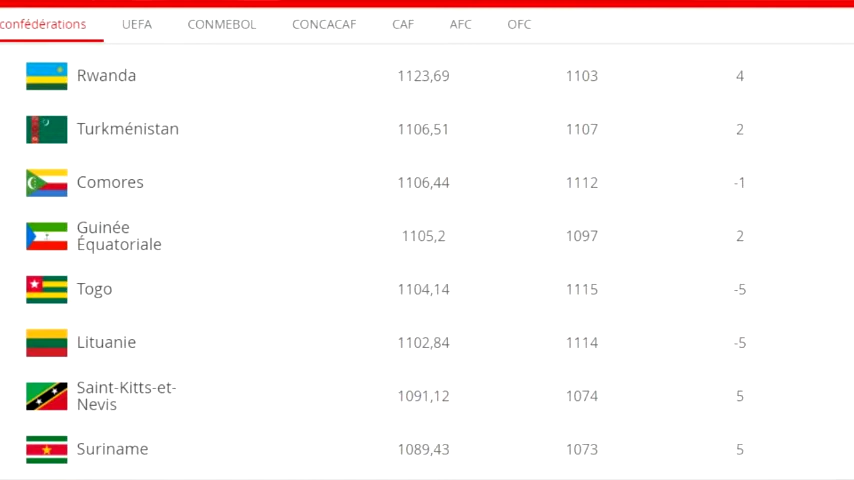 confédérations UEFA CONMEBOL CONCACAF CAF AFC OFC
Rwanda 1123,69 1103 4
Turkménistan 1106,51 1107 2
Comores 1106,44 1112 -1
Guinée
Équatoriale 1105,2 1097 2
Togo 1104,14 1115 -5
Lituanie 1102,84 1114 -5
Saint-Kitts-et-
Nevis 1091,12 1074 5
Suriname 1089,43 1073 5